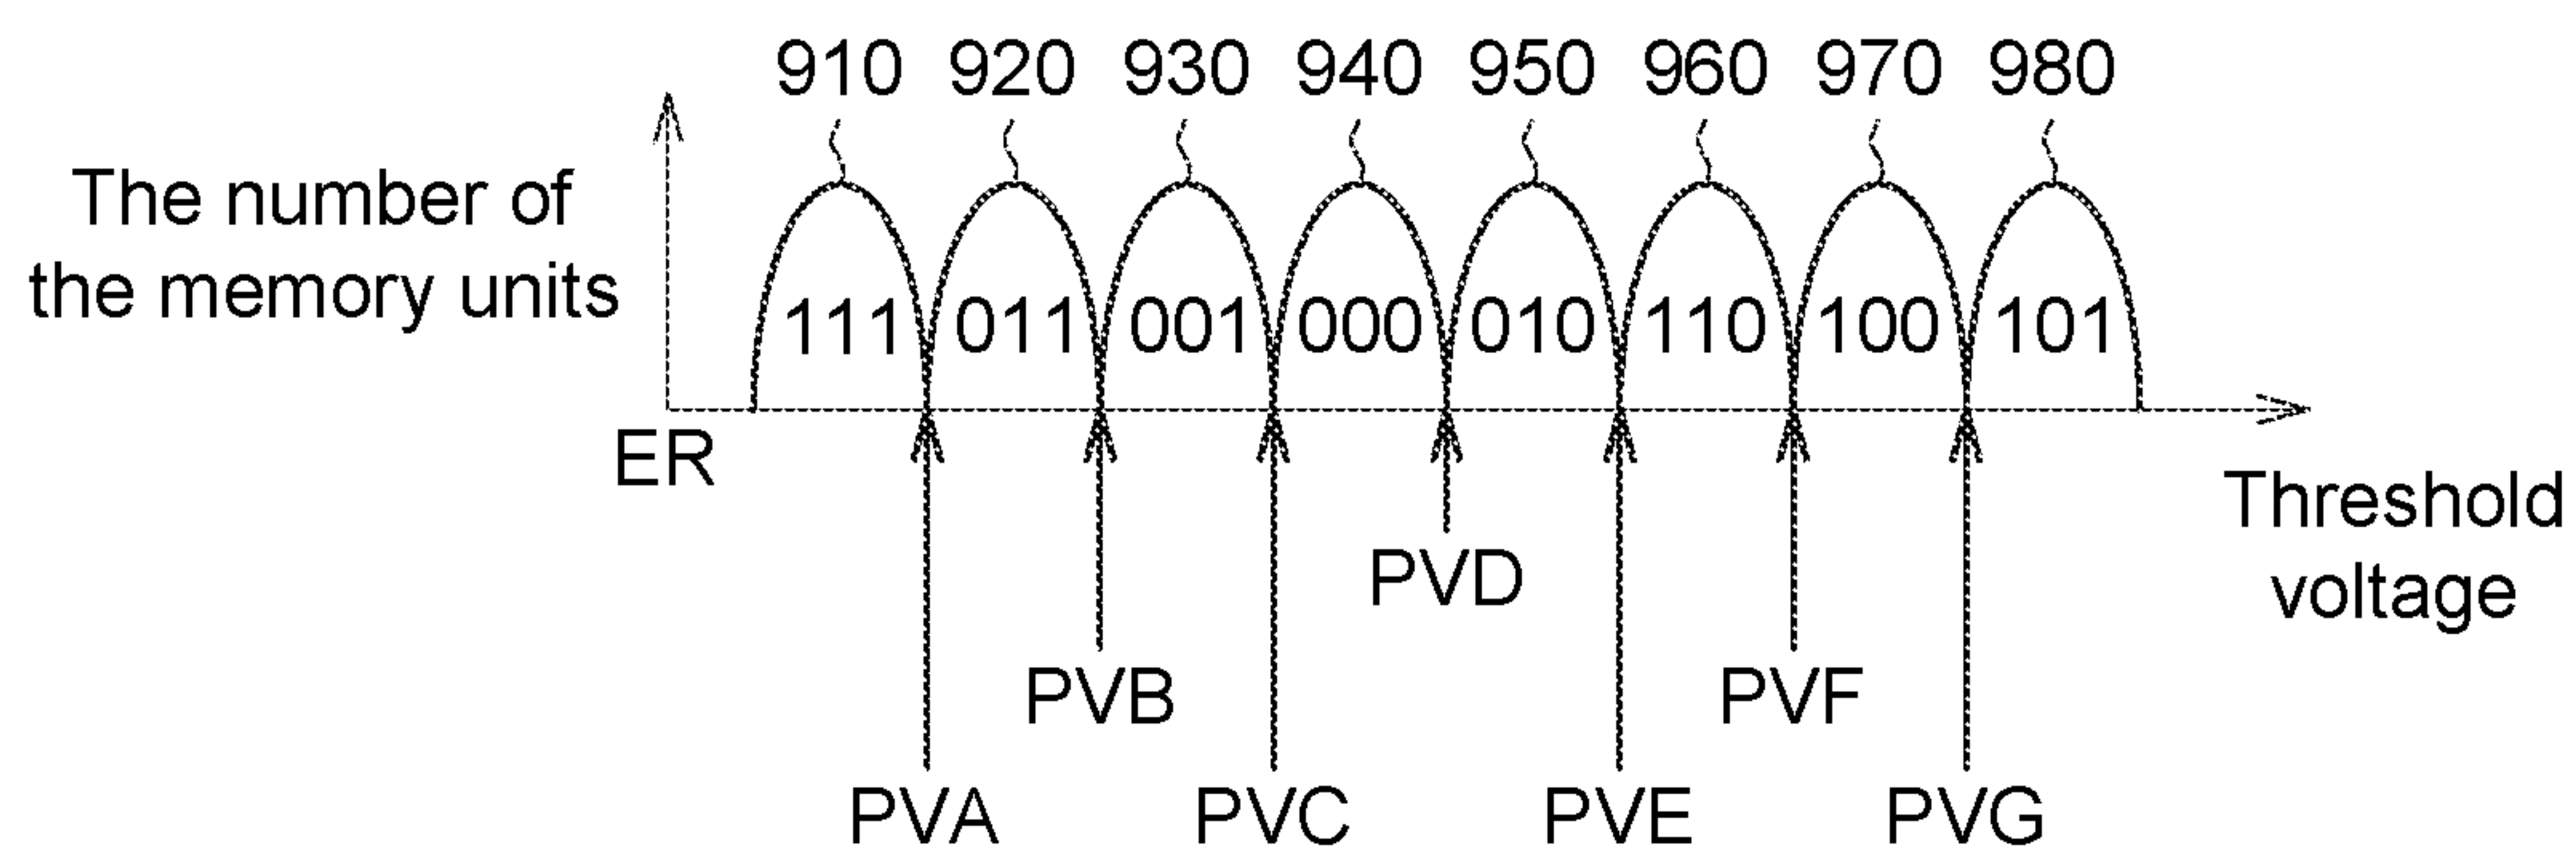 910 920 930 940 950 960 970 980
The number of
the memory units
111 011 001 000 010 110 100 101
ER
Threshold
voltage
PVD
PVB PVF
PVA PVC PVE PVG